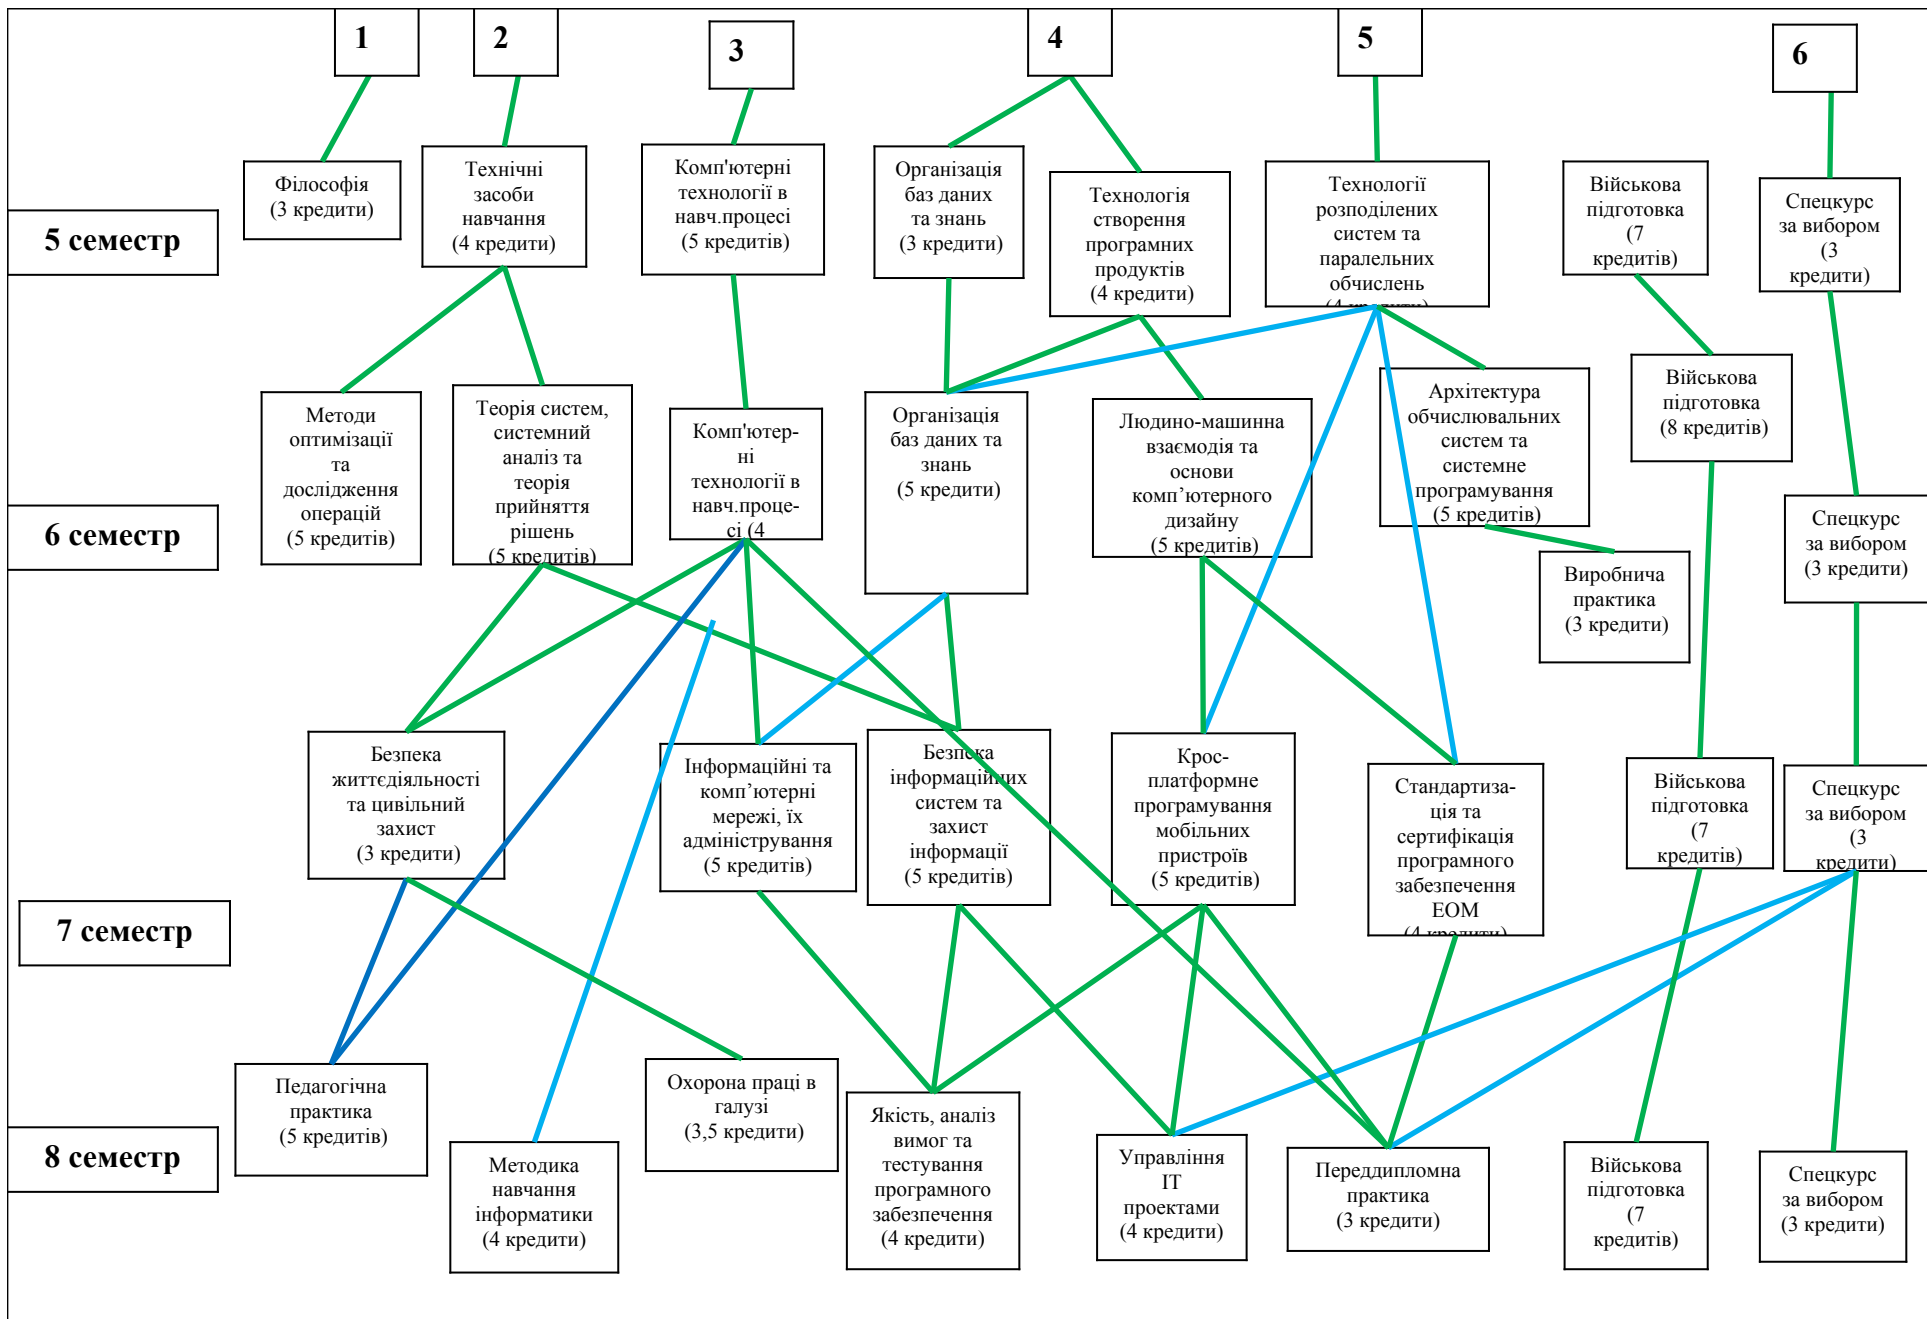 1
2
3
4
5
6
5 семестр
Філософія
(3 кредити)
Технічні
засоби
навчання
(4 кредити)
Комп'ютерні
технології в
навч.процесі
(5 кредитів)
Організація
баз даних
та знань
(3 кредити)
Технологія
створення
програмних
продуктів
(4 кредити)
Технології
розподілених
систем та
паралельних
обчислень
(4 кредити)
Військова
підготовка
(7
кредитів)
Спецкурс
за вибором
(3
кредити)
6 семестр
Методи
оптимізації
та
дослідження
операцій
(5 кредитів)
Теорія систем,
системний
аналіз та
теорія
прийняття
рішень
(5 кредитів)
Комп'ютер-
ні
технології в
навч.проце-
сі (4
Організація
баз даних та
знань
(5 кредити)
Людино-машинна
взаємодія та
основи
комп’ютерного
дизайну
(5 кредитів)
Архітектура
обчислювальних
систем та
системне
програмування
(5 кредитів)
Виробнича
практика
(3 кредити)
Військова
підготовка
(8 кредитів)
Спецкурс
за вибором
(3 кредити)
7 семестр
Безпека
життєдіяльності
та цивільний
захист
(3 кредити)
Інформаційні та
комп’ютерні
мережі, їх
адміністрування
(5 кредитів)
Безпека
інформаційних
систем та
захист
інформації
(5 кредитів)
Крос-
платформне
програмування
мобільних
пристроїв
(5 кредитів)
Стандартиза-
ція та
сертифікація
програмного
забезпечення
ЕОМ
(4 кредити)
Військова
підготовка
(7
кредитів)
Спецкурс
за вибором
(3
кредити)
8 семестр
Педагогічна
практика
(5 кредитів)
Методика
навчання
інформатики
(4 кредити)
Охорона праці в
галузі
(3,5 кредити)
Якість, аналіз
вимог та
тестування
програмного
забезпечення
(4 кредити)
Управління
ІТ
проектами
(4 кредити)
Переддипломна
практика
(3 кредити)
Військова
підготовка
(7
кредитів)
Спецкурс
за вибором
(3 кредити)